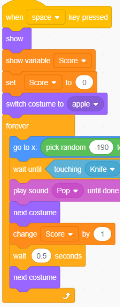 when space key pressed
show
show variable Score
set Score to 0
switch costume to apple
forever
go to x: pick random 190
wait until touching Knife
play sound Pop until done
next costume
change Score by 1
wait 0.5 seconds
next costume